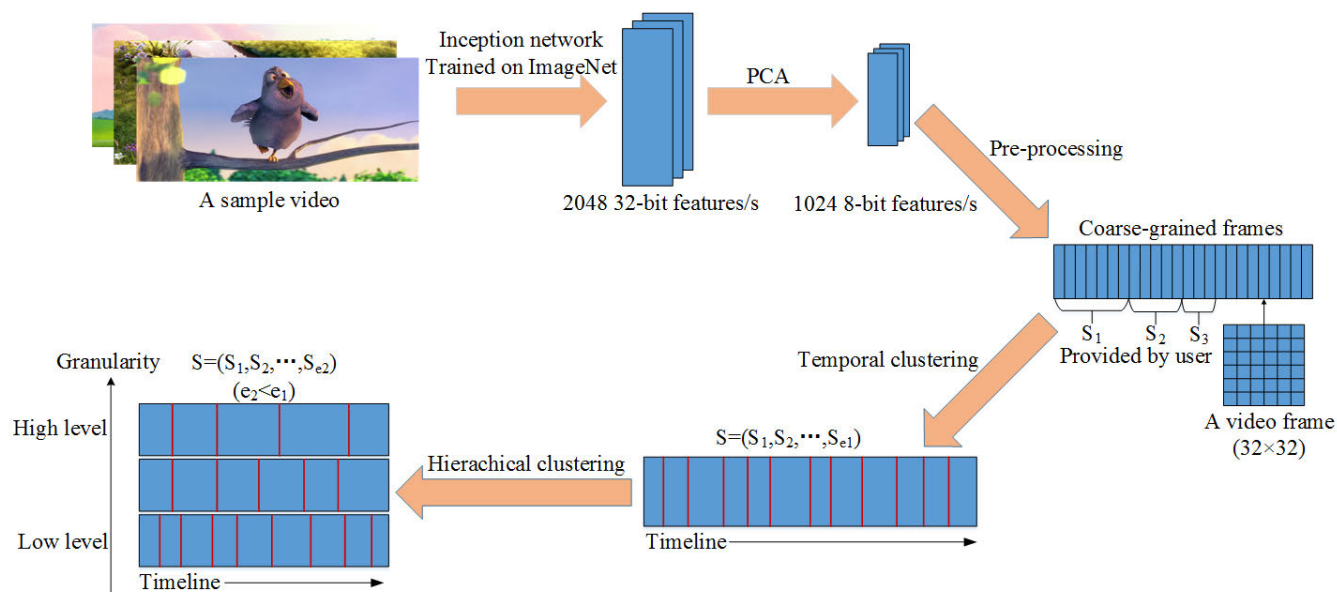 Inception network
Trained on ImageNet
PCA
A sample video
2048 32-bit features/s
1024 8-bit features/s
Pre-processing
Coarse-grained frames
S₁
S₂
S₃
Provided by user
A video frame
(32×32)
Temporal clustering
S=(S₁,S₂,⋯,Sₑ₁)
Timeline
Hierachical clustering
Granularity
S=(S₁,S₂,⋯,Sₑ₂)
(e₂<e₁)
High level
Low level
Timeline